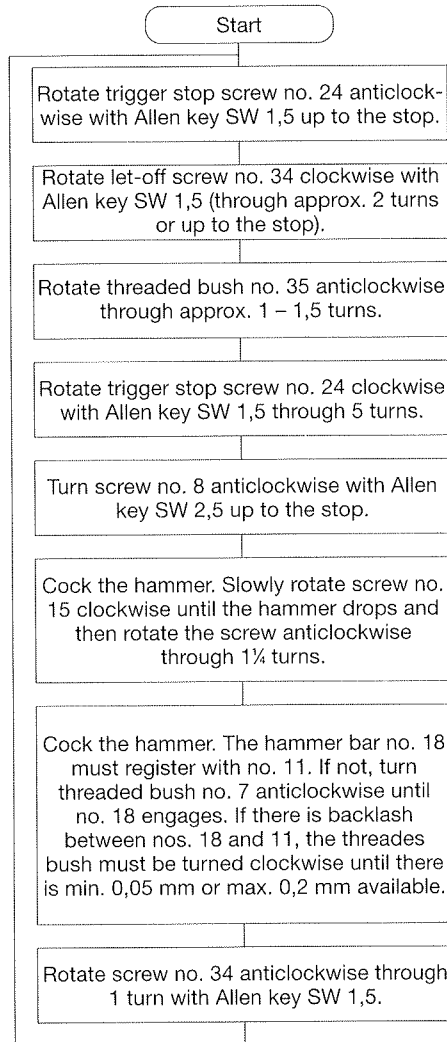 Start
Rotate trigger stop screw no. 24 anticlock-
wise with Allen key SW 1,5 up to the stop.
Rotate let-off screw no. 34 clockwise with
Allen key SW 1,5 (through approx. 2 turns
or up to the stop).
Rotate threaded bush no. 35 anticlockwise
through approx. 1 – 1,5 turns.
Rotate trigger stop screw no. 24 clockwise
with Allen key SW 1,5 through 5 turns.
Turn screw no. 8 anticlockwise with Allen
key SW 2,5 up to the stop.
Cock the hammer. Slowly rotate screw no.
15 clockwise until the hammer drops and
then rotate the screw anticlockwise
through 1¼ turns.
Cock the hammer. The hammer bar no. 18
must register with no. 11. If not, turn
threaded bush no. 7 anticlockwise until
no. 18 engages. If there is backlash
between nos. 18 and 11, the threades
bush must be turned clockwise until there
is min. 0,05 mm or max. 0,2 mm available.
Rotate screw no. 34 anticlockwise through
1 turn with Allen key SW 1,5.